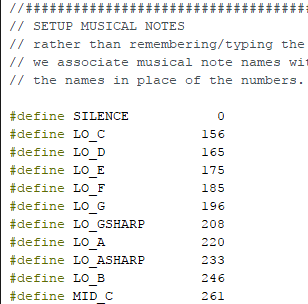 //###################################
// SETUP MUSICAL NOTES
// rather than remembering/typing the
// we associate musical note names wi
// the names in place of the numbers.
#define SILENCE 0
#define LO_C 156
#define LO_D 165
#define LO_E 175
#define LO_F 185
#define LO_G 196
#define LO_GSHARP 208
#define LO_A 220
#define LO_ASHARP 233
#define LO_B 246
#define MID_C 261